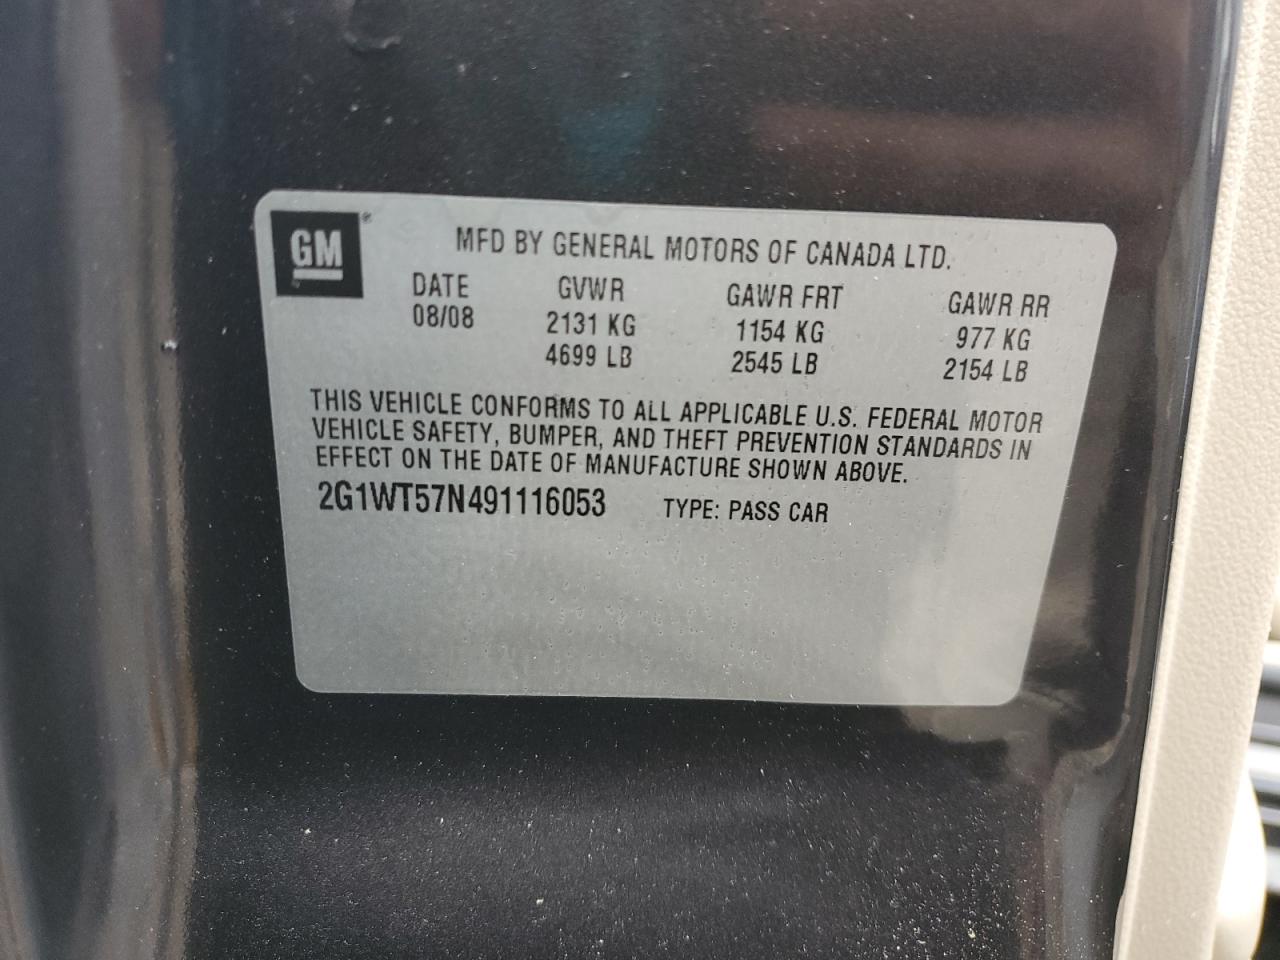 GM ®
MFD BY GENERAL MOTORS OF CANADA LTD.
DATE GVWR GAWR FRT GAWR RR
08/08 2131 KG 1154 KG 977 KG
4699 LB 2545 LB 2154 LB
THIS VEHICLE CONFORMS TO ALL APPLICABLE U.S. FEDERAL MOTOR
VEHICLE SAFETY, BUMPER, AND THEFT PREVENTION STANDARDS IN
EFFECT ON THE DATE OF MANUFACTURE SHOWN ABOVE.
2G1WT57N491116053 TYPE: PASS CAR